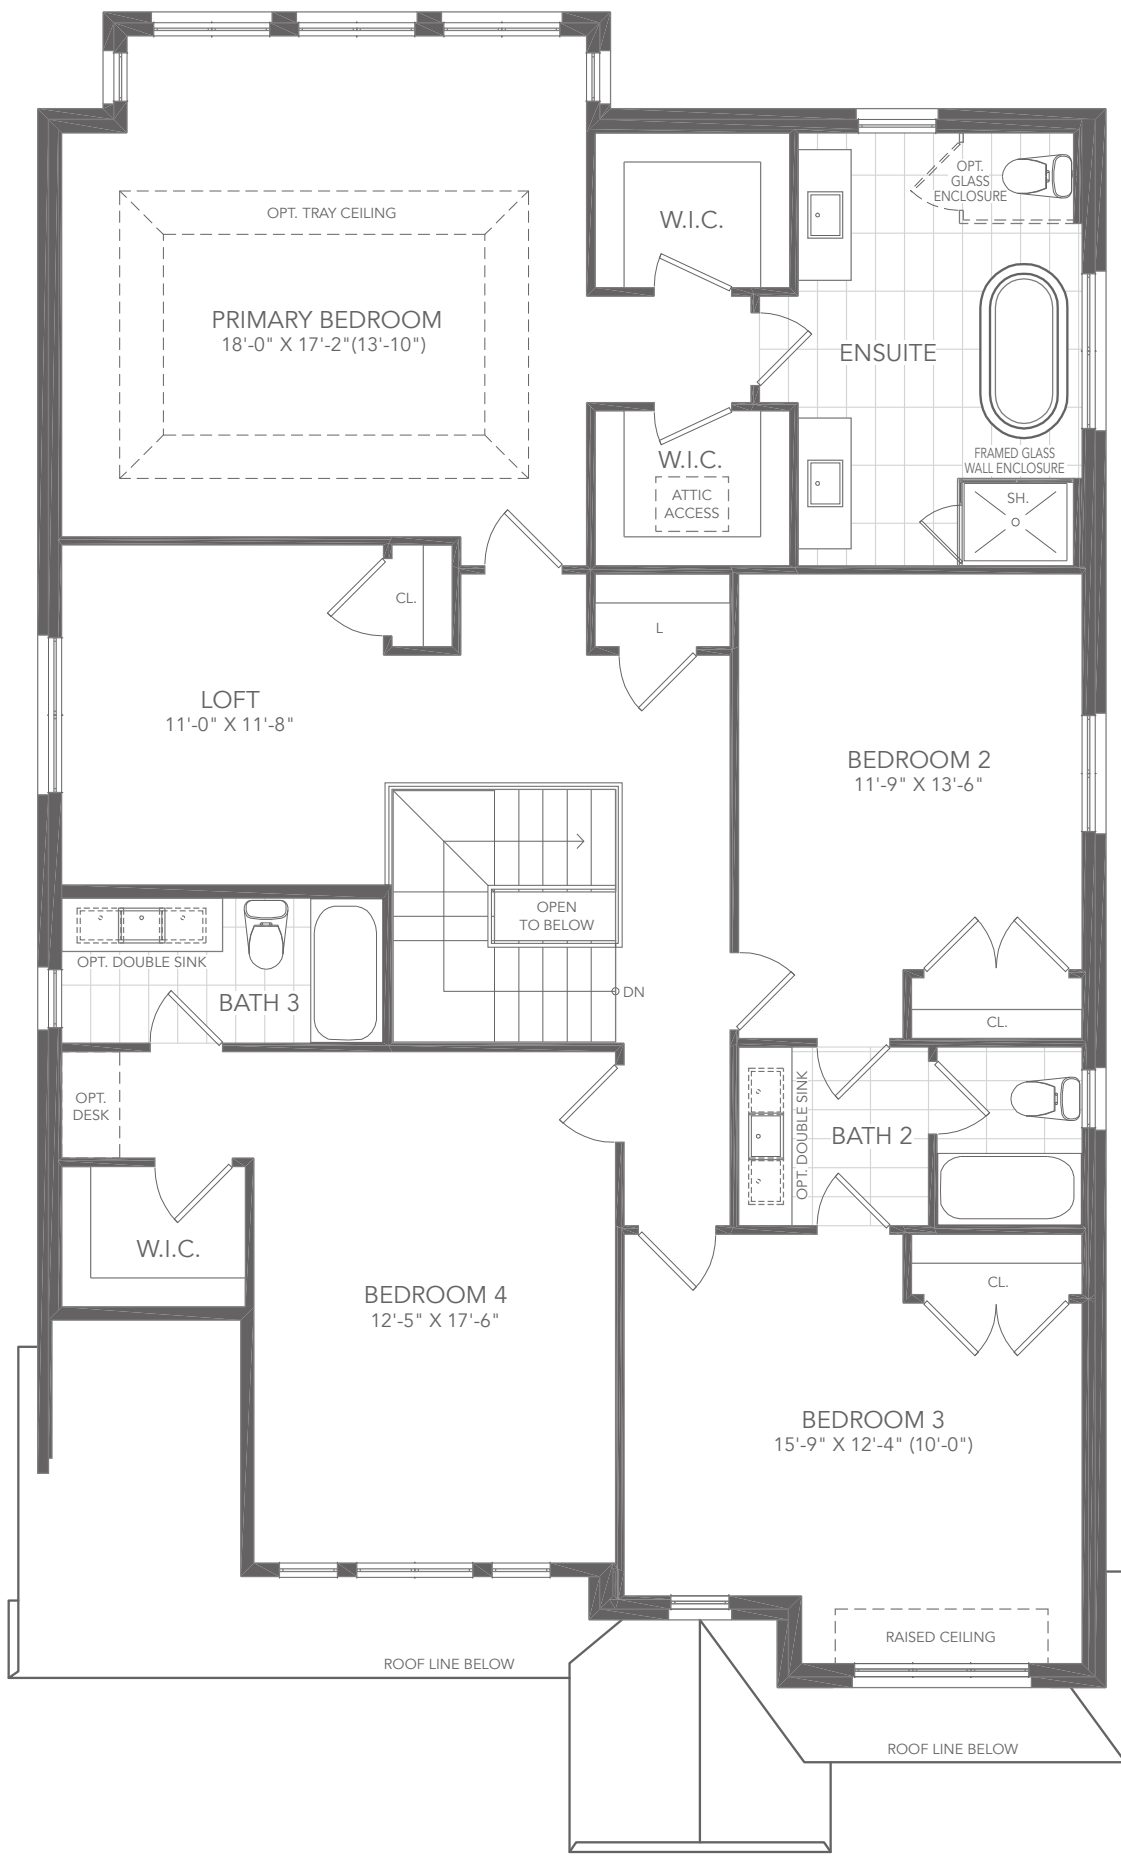 OPT. TRAY CEILING
PRIMARY BEDROOM
18'-0" X 17'-2"(13'-10")
W.I.C.
OPT.
GLASS
ENCLOSURE
ENSUITE
FRAMED GLASS
WALL ENCLOSURE
SH.
W.I.C.
ATTIC
ACCESS
CL.
L
LOFT
11'-0" X 11'-8"
BEDROOM 2
11'-9" X 13'-6"
OPEN
TO BELOW
OPT. DOUBLE SINK
BATH 3
DN
CL.
OPT.
DESK
OPT. DOUBLE SINK
BATH 2
W.I.C.
BEDROOM 4
12'-5" X 17'-6"
CL.
BEDROOM 3
15'-9" X 12'-4" (10'-0")
RAISED CEILING
ROOF LINE BELOW
ROOF LINE BELOW